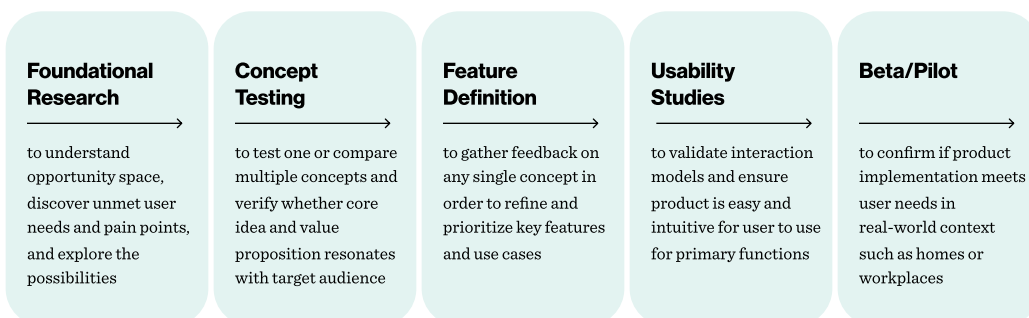 Foundational
Research
to understand
opportunity space,
discover unmet user
needs and pain points,
and explore the
possibilities
Concept
Testing
to test one or compare
multiple concepts and
verify whether core
idea and value
proposition resonates
with target audience
Feature
Definition
to gather feedback on
any single concept in
order to refine and
prioritize key features
and use cases
Usability
Studies
to validate interaction
models and ensure
product is easy and
intuitive for user to use
for primary functions
Beta/Pilot
to confirm if product
implementation meets
user needs in
real-world context
such as homes or
workplaces